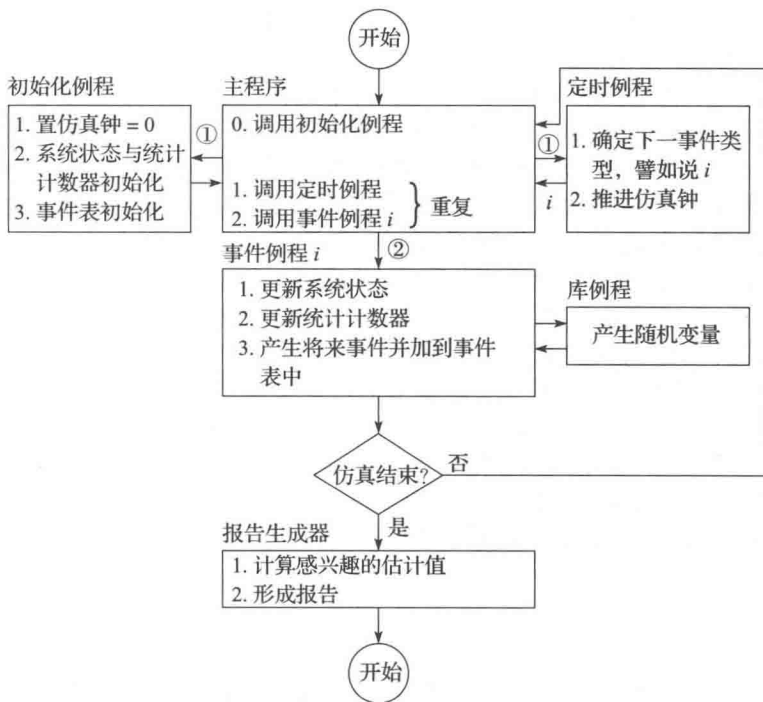 开始
初始化例程
主程序
定时例程
1. 置仿真钟 = 0
2. 系统状态与统计
计数器初始化
3. 事件表初始化
①
0. 调用初始化例程
1. 调用定时例程
2. 调用事件例程 i
重复
①
i
1. 确定下一事件类
型，譬如说 i
2. 推进仿真钟
②
事件例程 i
1. 更新系统状态
2. 更新统计计数器
3. 产生将来事件并加到事件
表中
库例程
产生随机变量
仿真结束?
否
是
报告生成器
1. 计算感兴趣的估计值
2. 形成报告
开始